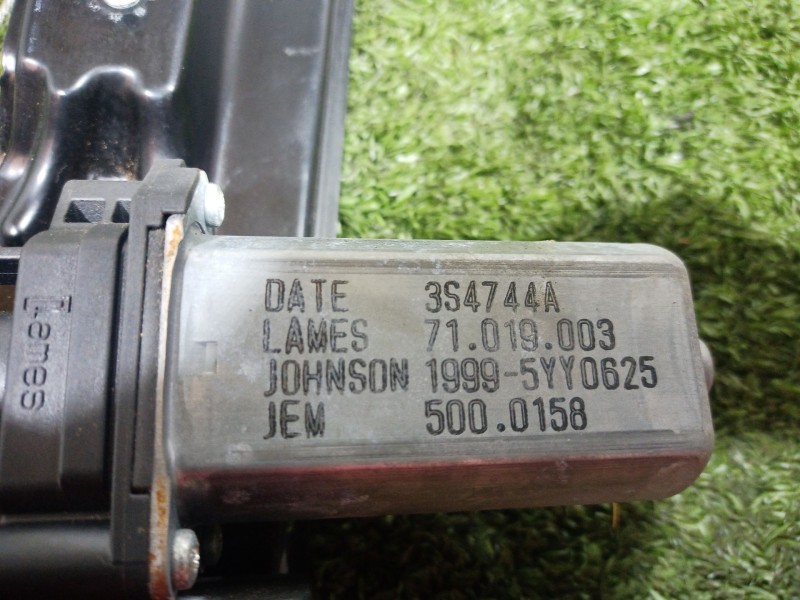 DATE 3S4744A
LAMES 71.019.003
JOHNSON 1999-5YY0625
JEM 500.0158
Lames